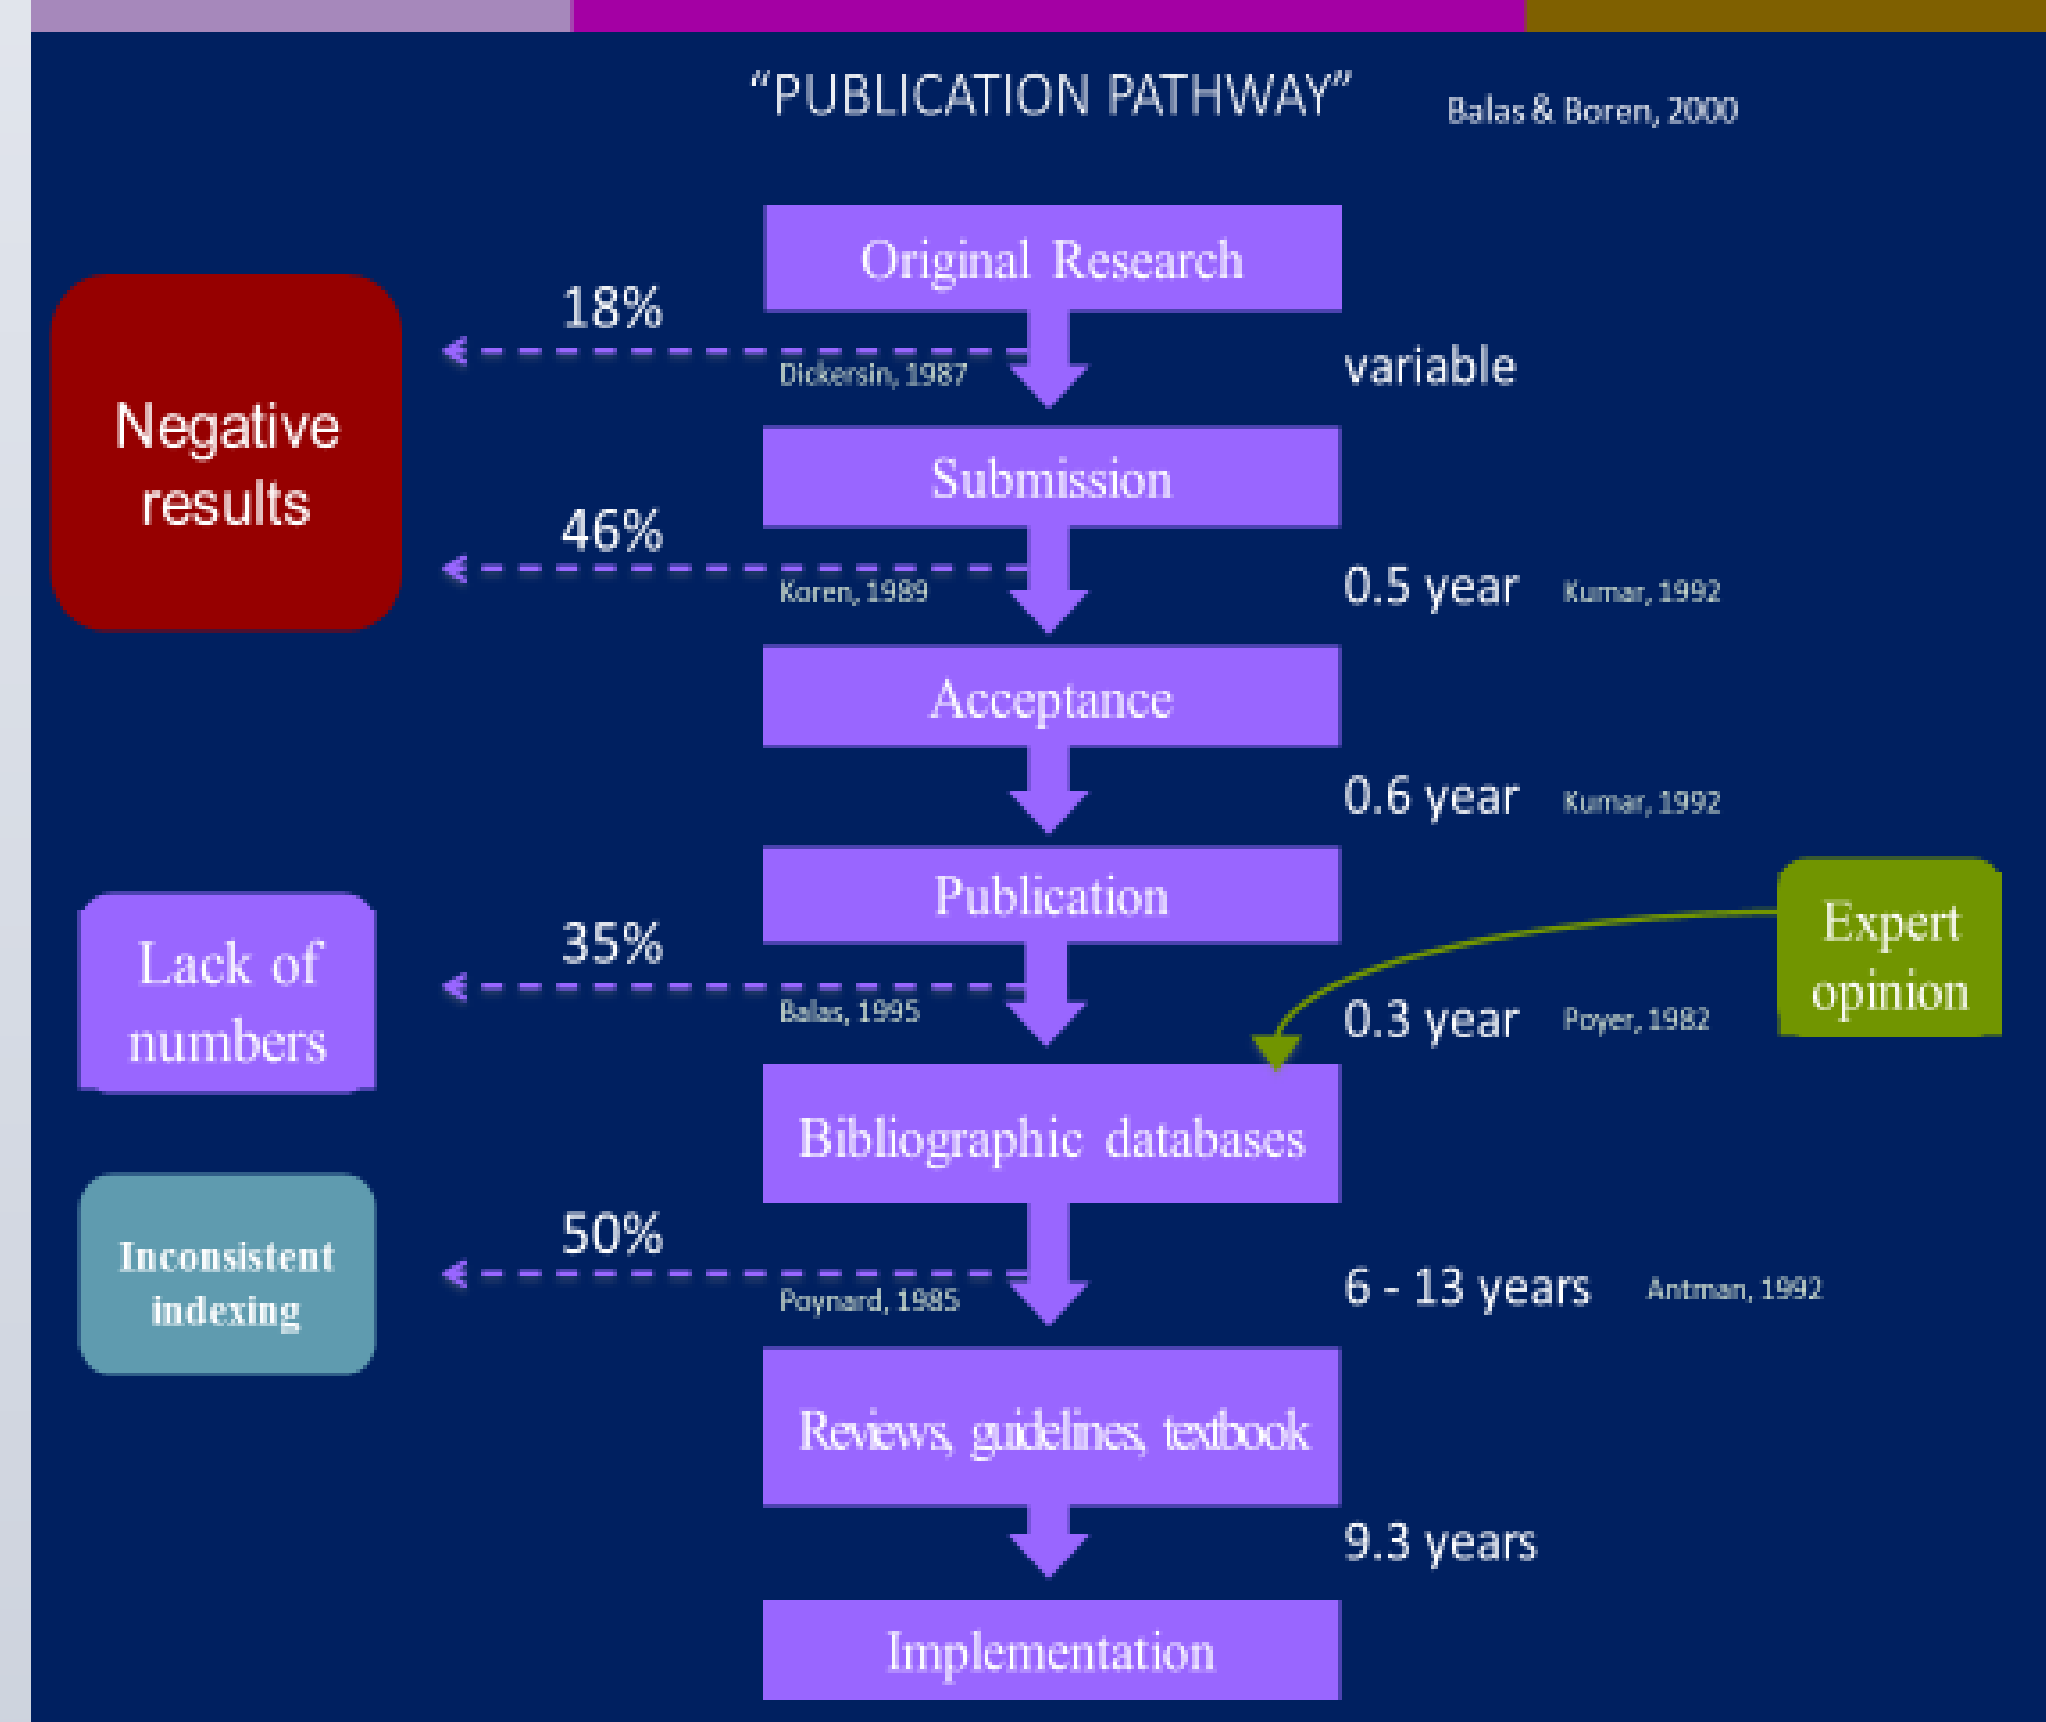 “PUBLICATION PATHWAY”
Balas & Boren, 2000
Original Research
18%
Dickersin, 1987
variable
Negative
results
Submission
46%
Koren, 1989
0.5 year
Kumar, 1992
Acceptance
0.6 year
Kumar, 1992
Publication
Expert
opinion
Lack of
numbers
35%
Balas, 1995
0.3 year
Poyer, 1982
Bibliographic databases
Inconsistent
indexing
50%
Poynard, 1985
6 - 13 years
Antman, 1992
Reviews, guidelines, textbook
9.3 years
Implementation